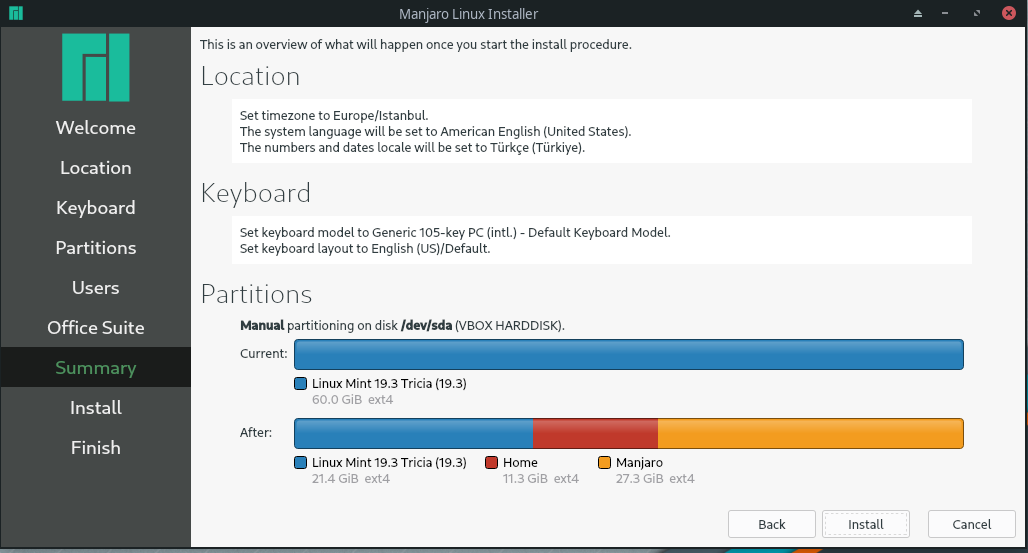 Manjaro Linux Installer
Welcome
Location
Keyboard
Partitions
Users
Office Suite
Summary
Install
Finish
This is an overview of what will happen once you start the install procedure.
Location
Set timezone to Europe/Istanbul.
The system language will be set to American English (United States).
The numbers and dates locale will be set to Türkçe (Türkiye).
Keyboard
Set keyboard model to Generic 105-key PC (intl.) - Default Keyboard Model.
Set keyboard layout to English (US)/Default.
Partitions
Manual partitioning on disk /dev/sda (VBOX HARDDISK).
Current:
Linux Mint 19.3 Tricia (19.3)
60.0 GiB ext4
After:
Linux Mint 19.3 Tricia (19.3) Home Manjaro
21.4 GiB ext4 11.3 GiB ext4 27.3 GiB ext4
Back Install Cancel